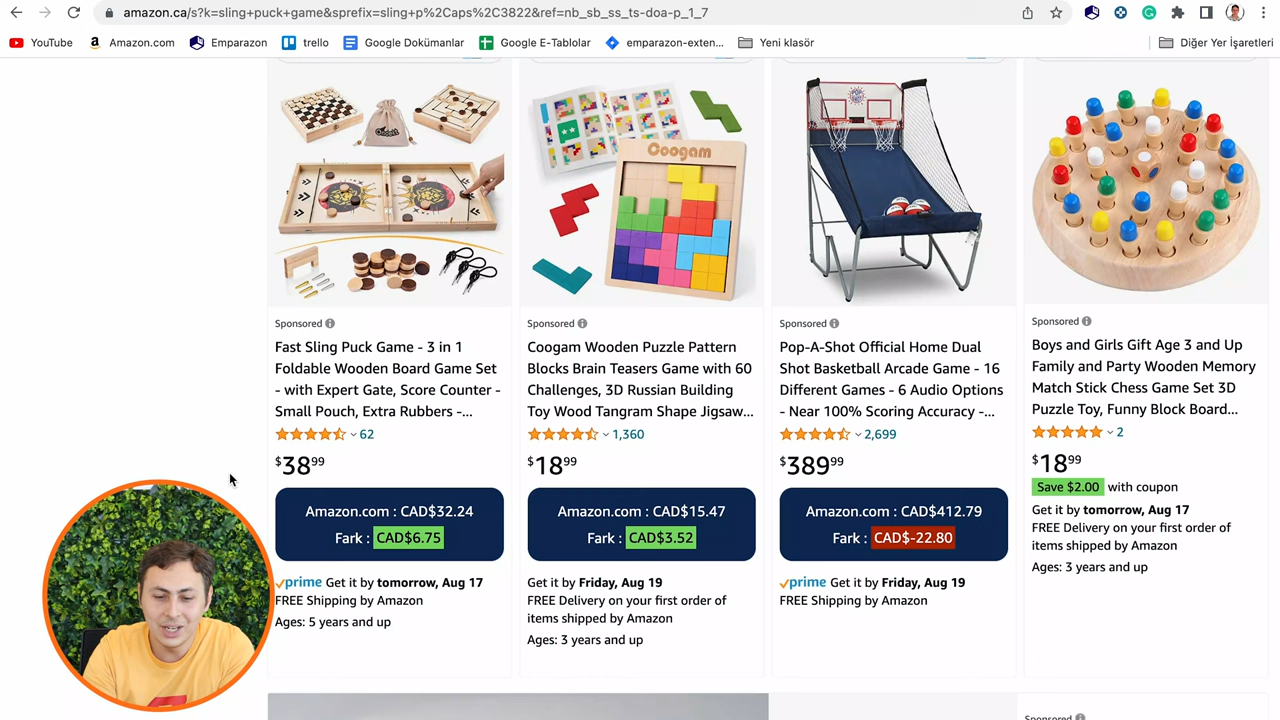 amazon.ca/s?k=sling+puck+game&sprefix=sling+p%2Caps%2C3822&ref=nb_sb_ss_ts-doa-p_1_7
YouTube
Amazon.com
Emparazon
trello
Google Dokümanlar
Google E-Tablolar
emparazon-exten...
Yeni klasör
Diğer Yer İşaretleri
Sponsored
Fast Sling Puck Game - 3 in 1
Foldable Wooden Board Game Set
- with Expert Gate, Score Counter -
Small Pouch, Extra Rubbers -...
62
$38.99
Amazon.com : CAD$32.24
Fark : CAD$6.75
prime Get it by tomorrow, Aug 17
FREE Shipping by Amazon
Ages: 5 years and up
Coogam
Sponsored
Coogam Wooden Puzzle Pattern
Blocks Brain Teasers Game with 60
Challenges, 3D Russian Building
Toy Wood Tangram Shape Jigsaw...
1,360
$18.99
Amazon.com : CAD$15.47
Fark : CAD$3.52
Get it by Friday, Aug 19
FREE Delivery on your first order of
items shipped by Amazon
Ages: 3 years and up
Sponsored
Pop-A-Shot Official Home Dual
Shot Basketball Arcade Game - 16
Different Games - 6 Audio Options
- Near 100% Scoring Accuracy -...
2,699
$389.99
Amazon.com : CAD$412.79
Fark : CAD$-22.80
prime Get it by Friday, Aug 19
FREE Shipping by Amazon
Sponsored
Boys and Girls Gift Age 3 and Up
Family and Party Wooden Memory
Match Stick Chess Game Set 3D
Puzzle Toy, Funny Block Board...
2
$18.99
Save $2.00 with coupon
Get it by tomorrow, Aug 17
FREE Delivery on your first order of
items shipped by Amazon
Ages: 3 years and up
Sponsored